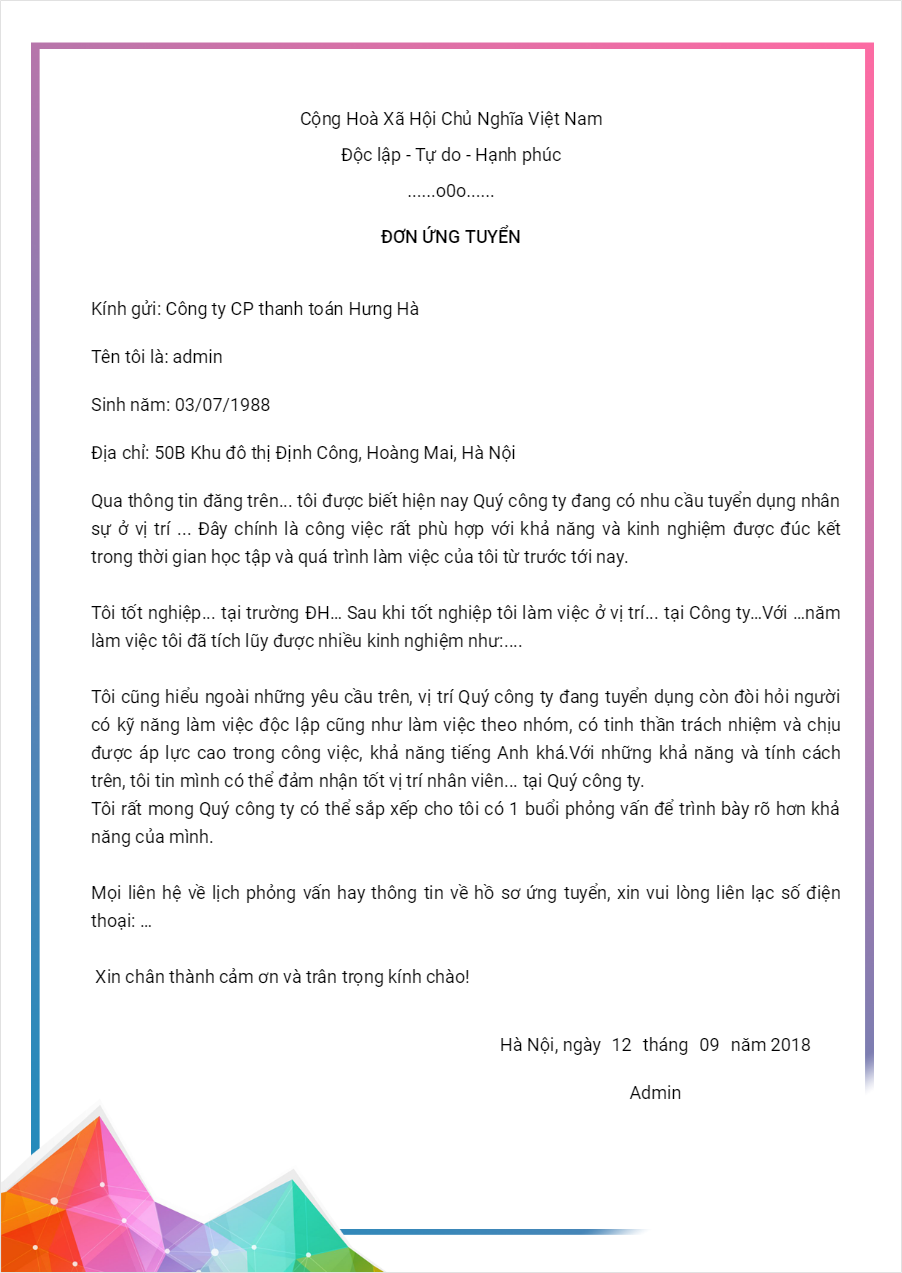 Cộng Hoà Xã Hội Chủ Nghĩa Việt Nam
Độc lập - Tự do - Hạnh phúc
......o0o......
ĐƠN ỨNG TUYỂN
Kính gửi: Công ty CP thanh toán Hưng Hà
Tên tôi là: admin
Sinh năm: 03/07/1988
Địa chỉ: 50B Khu đô thị Định Công, Hoàng Mai, Hà Nội
Qua thông tin đăng trên... tôi được biết hiện nay Quý công ty đang có nhu cầu tuyển dụng nhân
sự ở vị trí ... Đây chính là công việc rất phù hợp với khả năng và kinh nghiệm được đúc kết
trong thời gian học tập và quá trình làm việc của tôi từ trước tới nay.
Tôi tốt nghiệp... tại trường ĐH... Sau khi tốt nghiệp tôi làm việc ở vị trí... tại Công ty...Với ...năm
làm việc tôi đã tích lũy được nhiều kinh nghiệm như:....
Tôi cũng hiểu ngoài những yêu cầu trên, vị trí Quý công ty đang tuyển dụng còn đòi hỏi người
có kỹ năng làm việc độc lập cũng như làm việc theo nhóm, có tinh thần trách nhiệm và chịu
được áp lực cao trong công việc, khả năng tiếng Anh khá.Với những khả năng và tính cách
trên, tôi tin mình có thể đảm nhận tốt vị trí nhân viên... tại Quý công ty.
Tôi rất mong Quý công ty có thể sắp xếp cho tôi có 1 buổi phỏng vấn để trình bày rõ hơn khả
năng của mình.
Mọi liên hệ về lịch phỏng vấn hay thông tin về hồ sơ ứng tuyển, xin vui lòng liên lạc số điện
thoại: ...
Xin chân thành cảm ơn và trân trọng kính chào!
Hà Nội, ngày 12 tháng 09 năm 2018
Admin